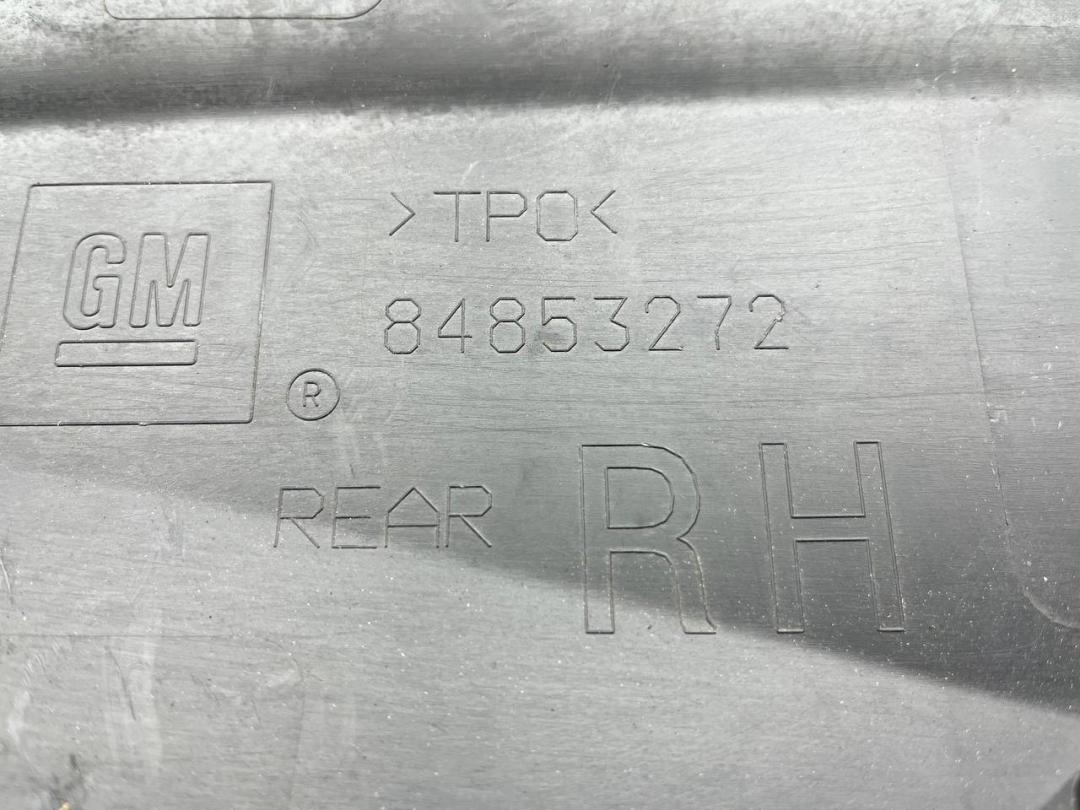 >TPO<
GM
84853272
®
REAR RH